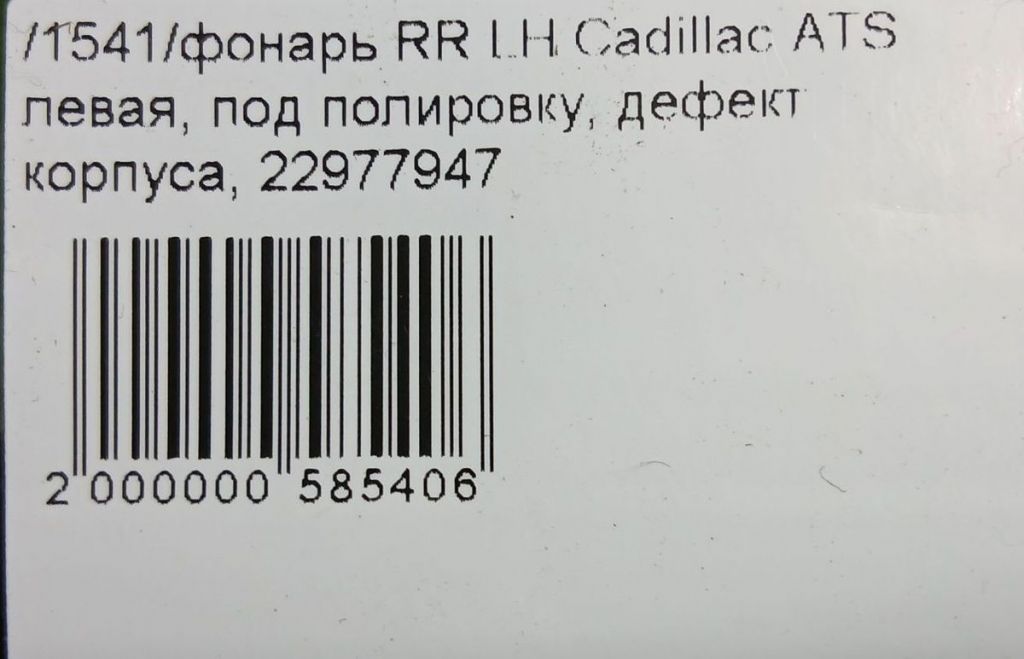 /1541/фонарь RR LH Cadillac ATS
левая, под полировку, дефект
корпуса, 22977947
2 000000 585406